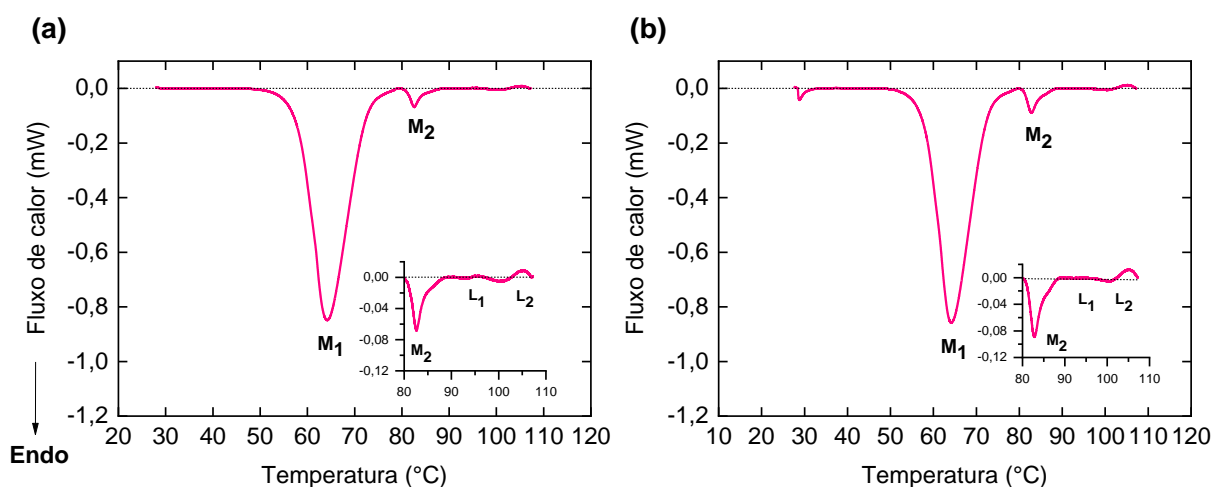 (a)
0,0
-0,2
-0,4
-0,6
-0,8
-1,0
-1,2
20 30 40 50 60 70 80 90 100 110 120
Fluxo de calor (mW)
Temperatura (°C)
Endo
M1
M2
0,00
-0,04
-0,08
-0,12
80 90 100 110
M2
L1
L2
(b)
0,0
-0,2
-0,4
-0,6
-0,8
-1,0
-1,2
10 20 30 40 50 60 70 80 90 100 110 120
Fluxo de calor (mW)
Temperatura (°C)
M1
M2
0,00
-0,04
-0,08
-0,12
80 90 100 110
M2
L1
L2